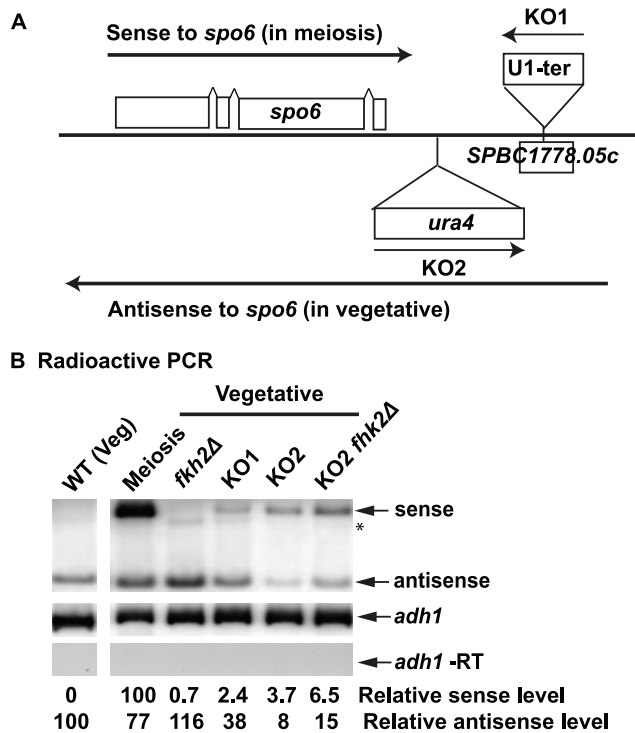 A
Sense to spo6 (in meiosis)
KO1
U1-ter
spo6
SPBC1778.05c
ura4
KO2
Antisense to spo6 (in vegetative)
B Radioactive PCR
Vegetative
WT (Veg)
Meiosis
fkh2Δ
KO1
KO2
KO2 fhk2Δ
sense
*
antisense
adh1
adh1 -RT
0 100 0.7 2.4 3.7 6.5 Relative sense level
100 77 116 38 8 15 Relative antisense level